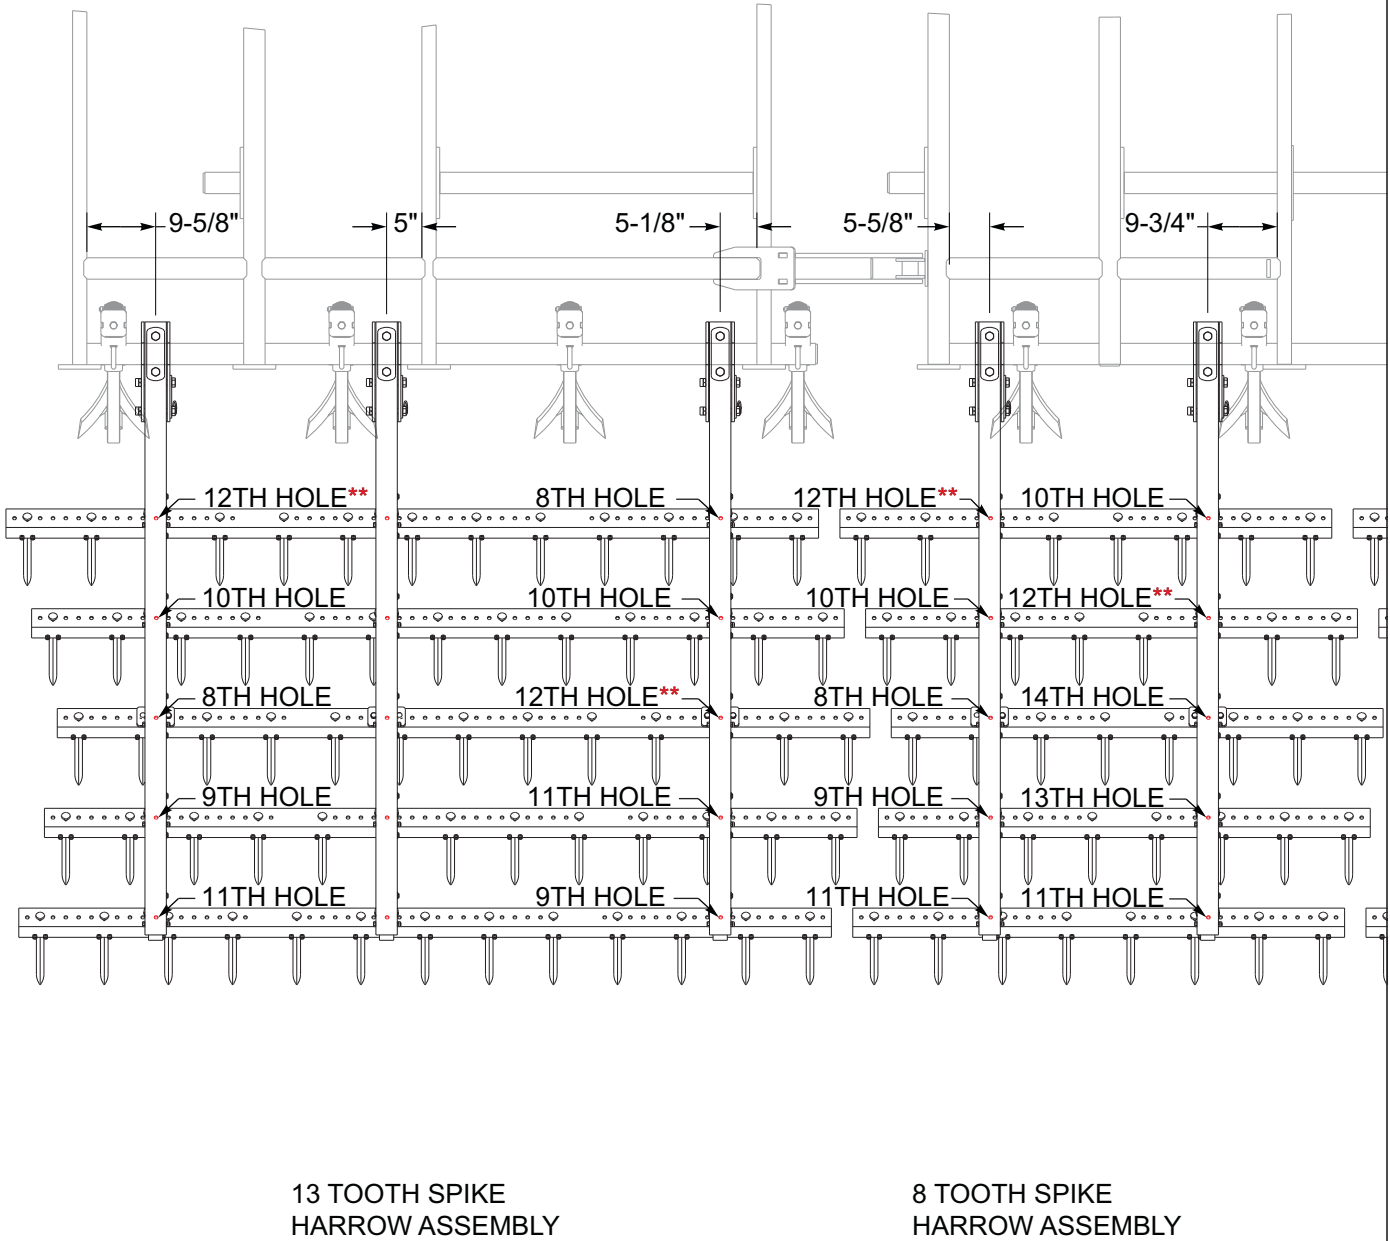 9-5/8" 5" 5-1/8" 5-5/8" 9-3/4"
12TH HOLE** 8TH HOLE 12TH HOLE** 10TH HOLE
10TH HOLE 10TH HOLE 10TH HOLE 12TH HOLE**
8TH HOLE 12TH HOLE** 8TH HOLE 14TH HOLE
9TH HOLE 11TH HOLE 9TH HOLE 13TH HOLE
11TH HOLE 9TH HOLE 11TH HOLE 11TH HOLE
13 TOOTH SPIKE
HARROW ASSEMBLY
8 TOOTH SPIKE
HARROW ASSEMBLY